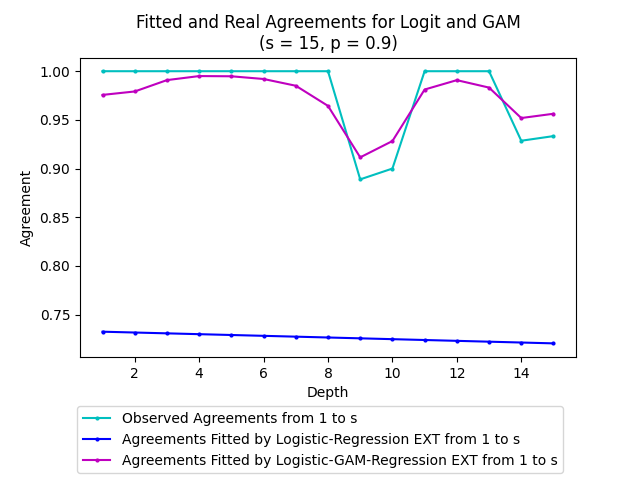 Fitted and Real Agreements for Logit and GAM
(s = 15, p = 0.9)
1.00
0.95
0.90
0.85
0.80
0.75
Agreement
2 4 6 8 10 12 14
Depth
Observed Agreements from 1 to s
Agreements Fitted by Logistic-Regression EXT from 1 to s
Agreements Fitted by Logistic-GAM-Regression EXT from 1 to s